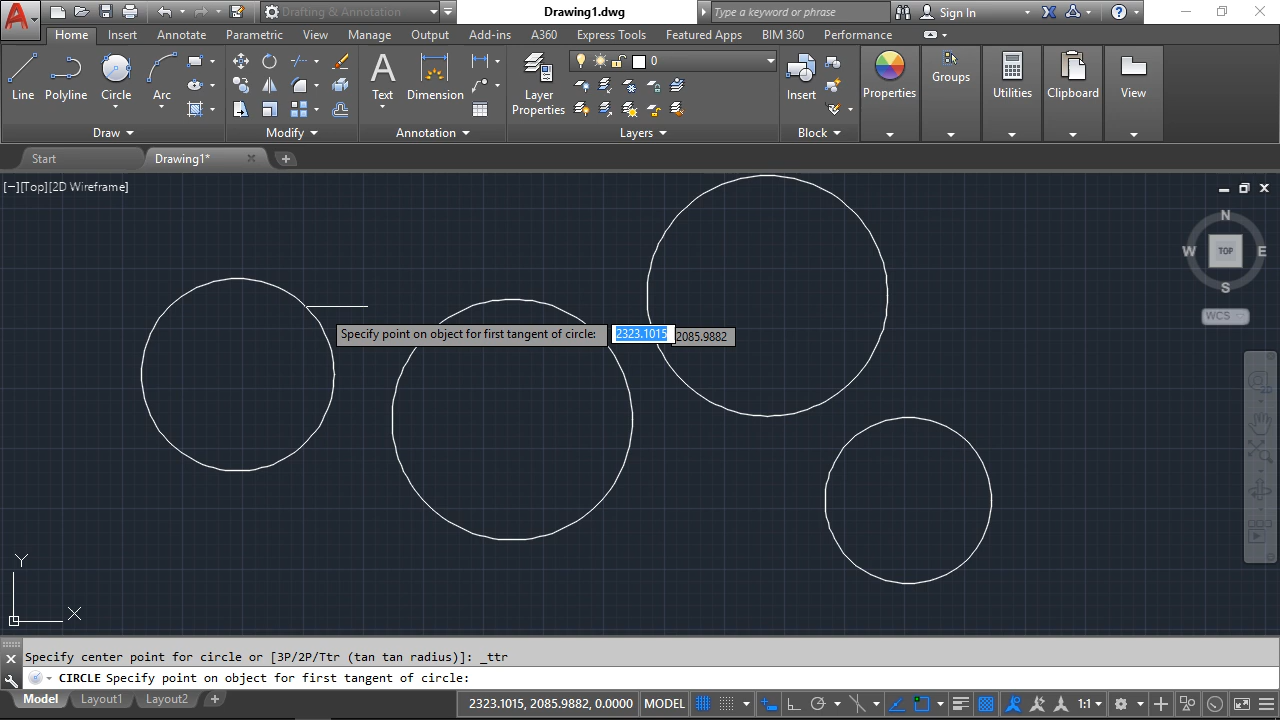 Drafting & Annotation
Drawing1.dwg
Type a keyword or phrase
Sign In
Home Insert Annotate Parametric View Manage Output Add-ins A360 Express Tools Featured Apps BIM 360 Performance
Line Polyline Circle Arc
Draw
Modify
A
Text Dimension
Annotation
Layer Properties
0
Layers
Insert
Block
Properties
Groups
Utilities
Clipboard
View
Start Drawing1*
[−][Top][2D Wireframe]
N
W TOP E
S
WCS
Specify point on object for first tangent of circle: 2323.1015 2085.9882
Y
X
Specify center point for circle or [3P/2P/Ttr (tan tan radius)]: _ttr
CIRCLE Specify point on object for first tangent of circle:
Model Layout1 Layout2 2323.1015, 2085.9882, 0.0000 MODEL 1:1